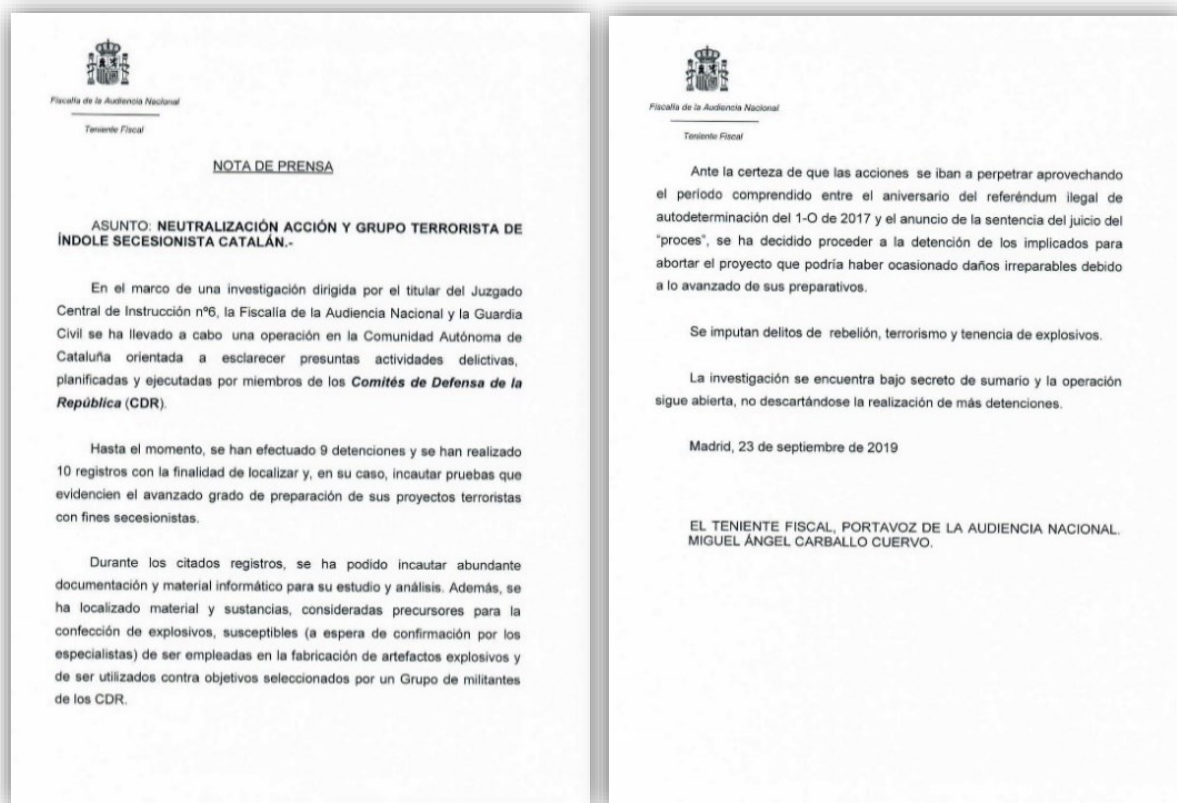 Fiscalía de la Audiencia Nacional
Teniente Fiscal
NOTA DE PRENSA
ASUNTO: NEUTRALIZACIÓN ACCIÓN Y GRUPO TERRORISTA DE
ÍNDOLE SECESIONISTA CATALÁN.-
En el marco de una investigación dirigida por el titular del Juzgado
Central de Instrucción nº6, la Fiscalía de la Audiencia Nacional y la Guardia
Civil se ha llevado a cabo una operación en la Comunidad Autónoma de
Cataluña orientada a esclarecer presuntas actividades delictivas,
planificadas y ejecutadas por miembros de los Comités de Defensa de la
República (CDR).
Hasta el momento, se han efectuado 9 detenciones y se han realizado
10 registros con la finalidad de localizar y, en su caso, incautar pruebas que
evidencien el avanzado grado de preparación de sus proyectos terroristas
con fines secesionistas.
Durante los citados registros, se ha podido incautar abundante
documentación y material informático para su estudio y análisis. Además, se
ha localizado material y sustancias, consideradas precursores para la
confección de explosivos, susceptibles (a espera de confirmación por los
especialistas) de ser empleadas en la fabricación de artefactos explosivos y
de ser utilizados contra objetivos seleccionados por un Grupo de militantes
de los CDR.
Fiscalía de la Audiencia Nacional
Teniente Fiscal
Ante la certeza de que las acciones se iban a perpetrar aprovechando
el período comprendido entre el aniversario del referéndum ilegal de
autodeterminación del 1-O de 2017 y el anuncio de la sentencia del juicio del
"proces", se ha decidido proceder a la detención de los implicados para
abortar el proyecto que podría haber ocasionado daños irreparables debido
a lo avanzado de sus preparativos.
Se imputan delitos de rebelión, terrorismo y tenencia de explosivos.
La investigación se encuentra bajo secreto de sumario y la operación
sigue abierta, no descartándose la realización de más detenciones.
Madrid, 23 de septiembre de 2019
EL TENIENTE FISCAL, PORTAVOZ DE LA AUDIENCIA NACIONAL.
MIGUEL ÁNGEL CARBALLO CUERVO.